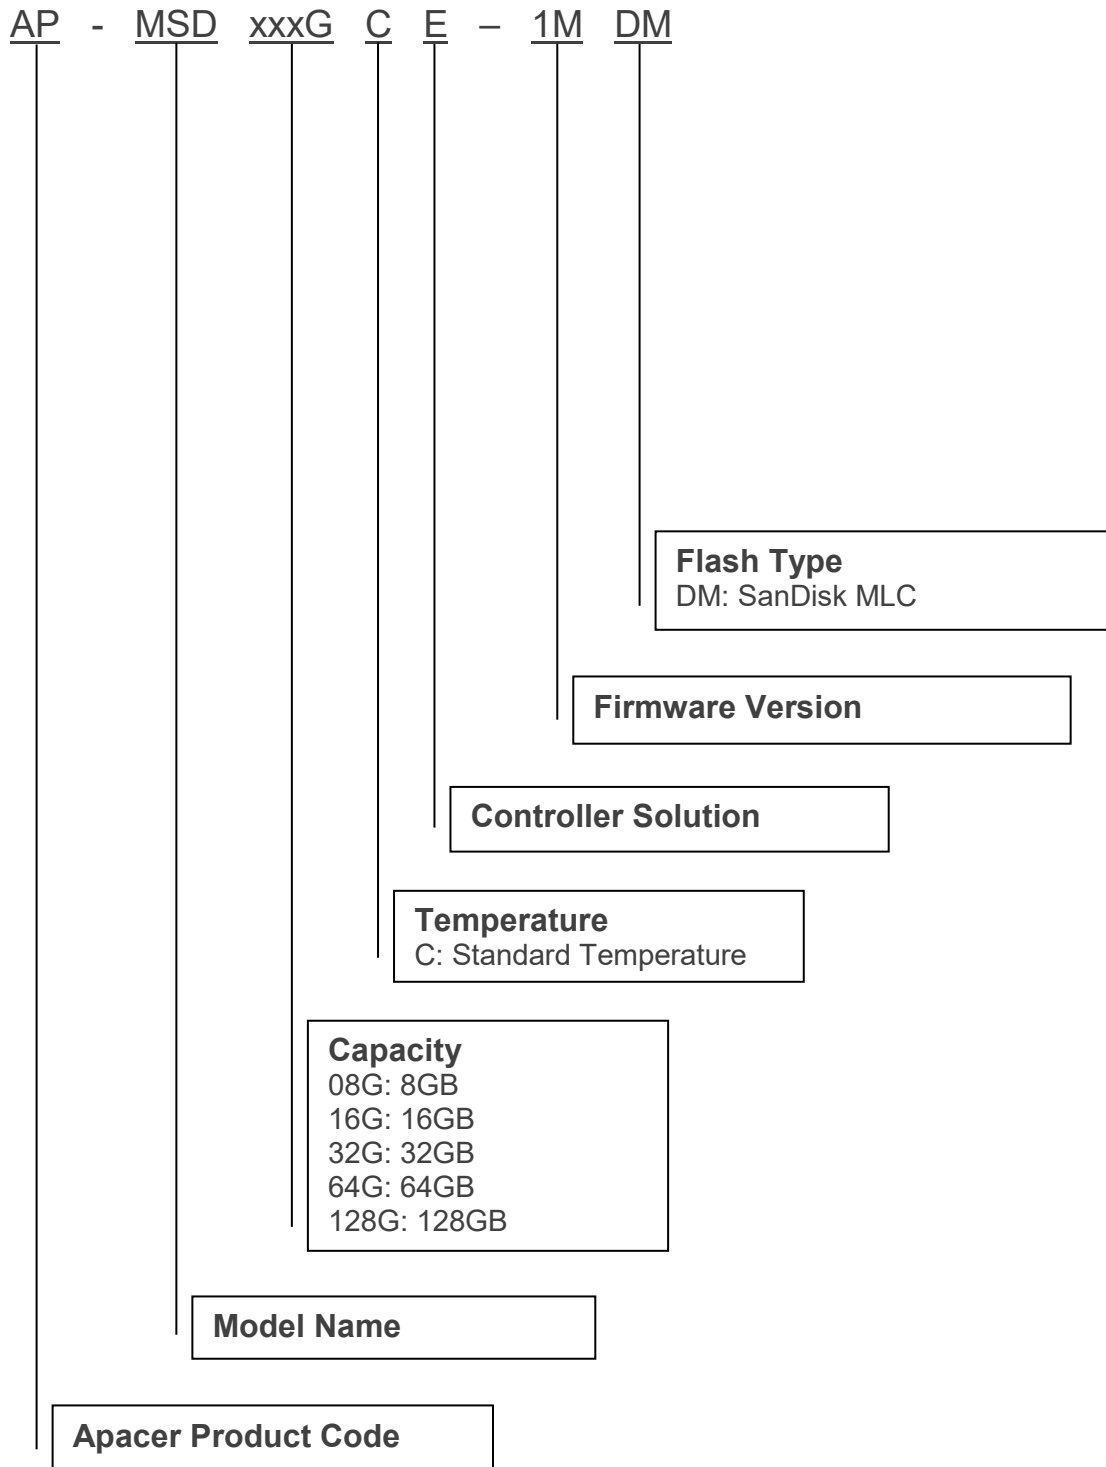 AP - MSD xxxG C E – 1M DM
Flash Type
DM: SanDisk MLC
Firmware Version
Controller Solution
Temperature
C: Standard Temperature
Capacity
08G: 8GB
16G: 16GB
32G: 32GB
64G: 64GB
128G: 128GB
Model Name
Apacer Product Code